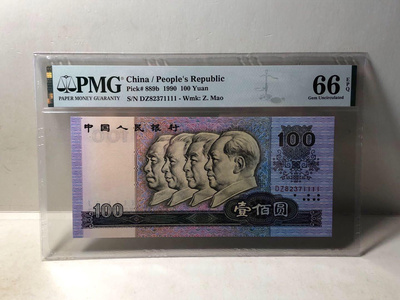 PMG
PAPER MONEY GUARANTY
China / People's Republic
Pick# 889b 1990 100 Yuan
S/N DZ82371111 - Wmk: Z. Mao
66 EPQ
Gem Uncirculated
中国人民银行
100
DZ82371111
100
壹佰圆